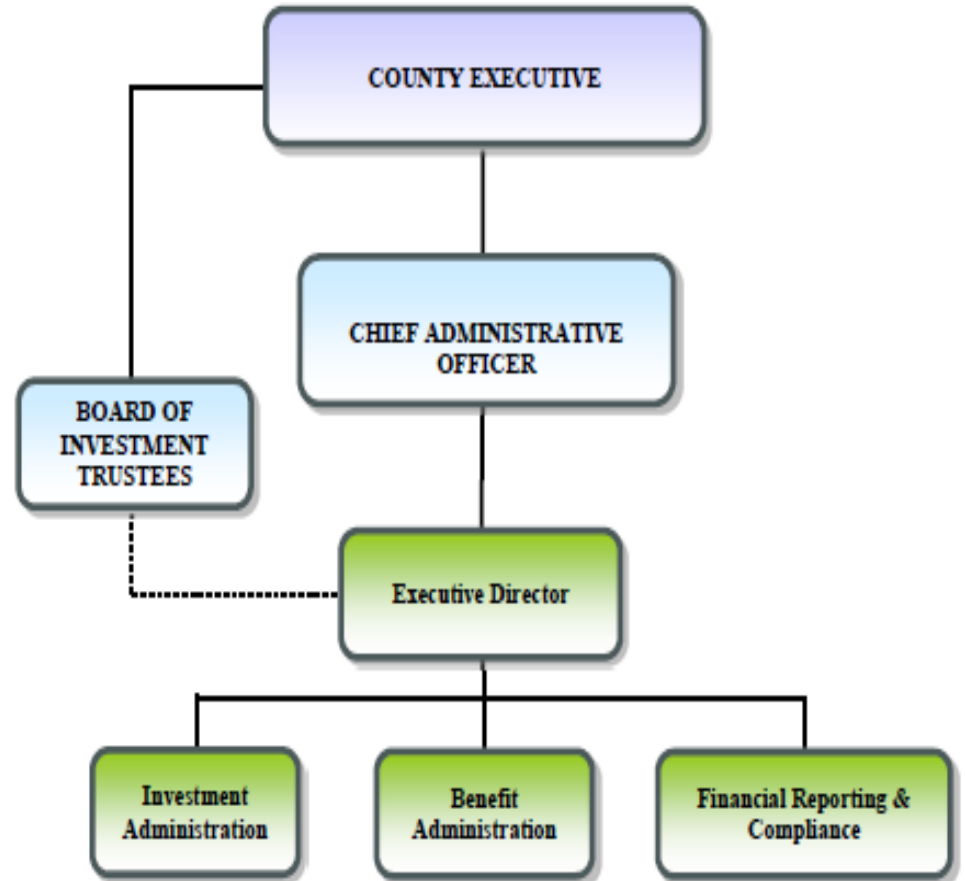 COUNTY EXECUTIVE
CHIEF ADMINISTRATIVE
OFFICER
BOARD OF
INVESTMENT
TRUSTEES
Executive Director
Investment
Administration
Benefit
Administration
Financial Reporting &
Compliance